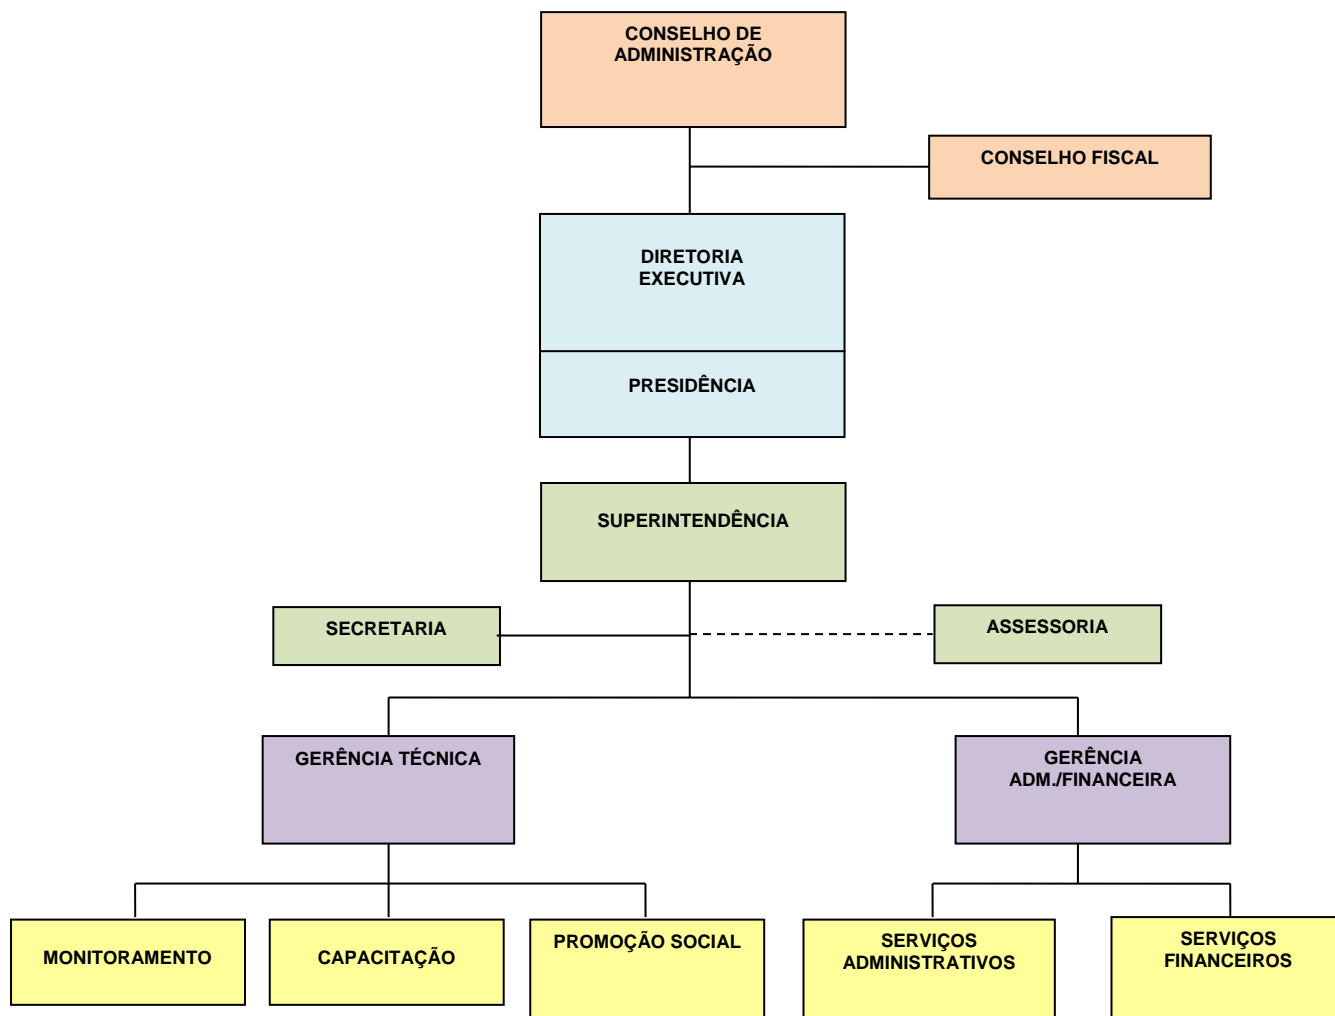 CONSELHO DE
ADMINISTRAÇÃO
CONSELHO FISCAL
DIRETORIA
EXECUTIVA
PRESIDÊNCIA
SUPERINTENDÊNCIA
SECRETARIA
ASSESSORIA
GERÊNCIA TÉCNICA
GERÊNCIA
ADM./FINANCEIRA
MONITORAMENTO
CAPACITAÇÃO
PROMOÇÃO SOCIAL
SERVIÇOS
ADMINISTRATIVOS
SERVIÇOS
FINANCEIROS